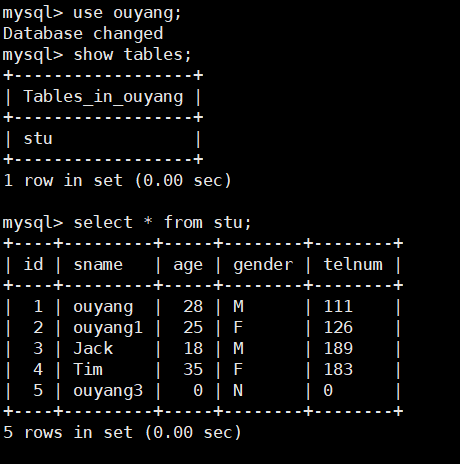 mysql> use ouyang;
Database changed
mysql> show tables;
+------------------+
| Tables_in_ouyang |
+------------------+
| stu              |
+------------------+
1 row in set (0.00 sec)

mysql> select * from stu;
+----+---------+-----+--------+--------+
| id | sname   | age | gender | telnum |
+----+---------+-----+--------+--------+
|  1 | ouyang  |  28 | M      | 111    |
|  2 | ouyang1 |  25 | F      | 126    |
|  3 | Jack    |  18 | M      | 189    |
|  4 | Tim     |  35 | F      | 183    |
|  5 | ouyang3 |   0 | N      | 0      |
+----+---------+-----+--------+--------+
5 rows in set (0.00 sec)